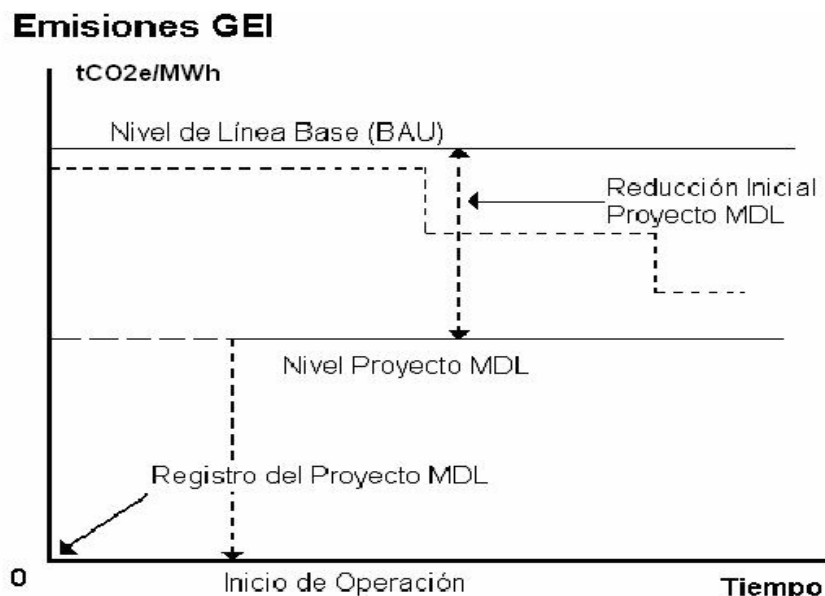 Emisiones GEI
tCO2e/MWh
Nivel de Línea Base (BAU)
Reducción Inicial
Proyecto MDL
Nivel Proyecto MDL
Registro del Proyecto MDL
0
Inicio de Operación
Tiempo